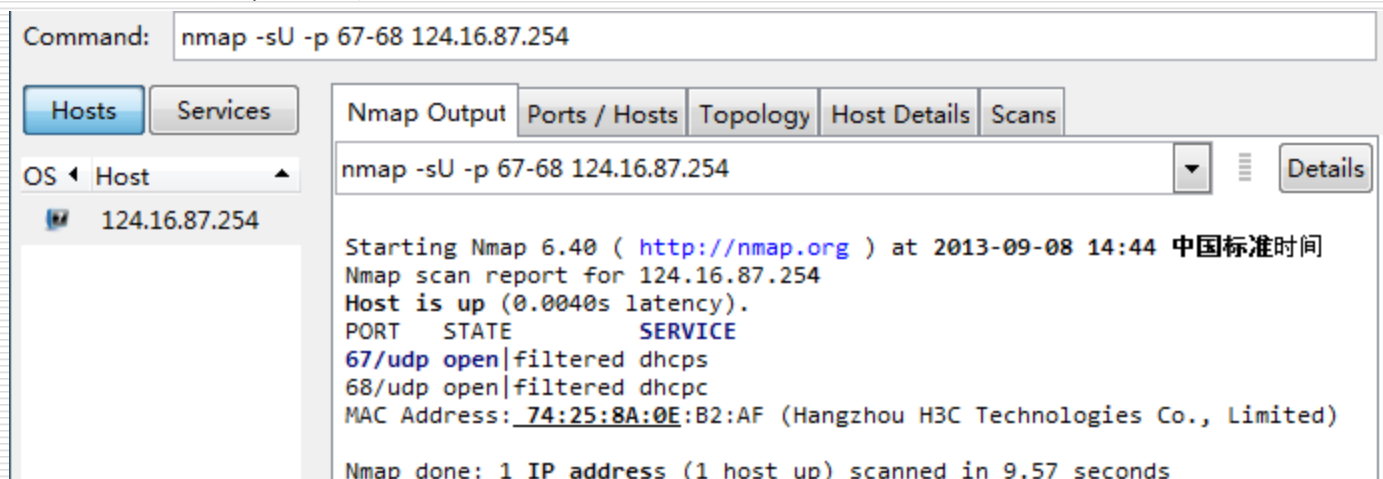 Command: nmap -sU -p 67-68 124.16.87.254
Hosts Services
Nmap Output Ports / Hosts Topology Host Details Scans
OS Host
nmap -sU -p 67-68 124.16.87.254 Details
124.16.87.254
Starting Nmap 6.40 ( http://nmap.org ) at 2013-09-08 14:44 中国标准时间
Nmap scan report for 124.16.87.254
Host is up (0.0040s latency).
PORT STATE SERVICE
67/udp open|filtered dhcps
68/udp open|filtered dhcpc
MAC Address: 74:25:8A:0E:B2:AF (Hangzhou H3C Technologies Co., Limited)
Nmap done: 1 IP address (1 host up) scanned in 9.57 seconds